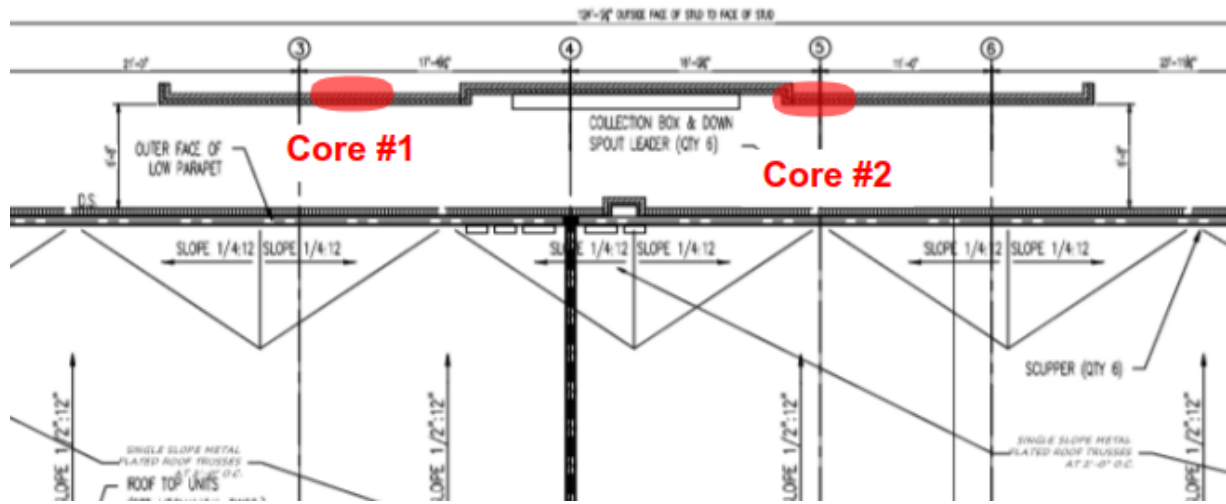 OUTSIDE FACE OF STUD TO FACE OF STUD
3
4
5
6
Core #1
Core #2
OUTER FACE OF
LOW PARAPET
COLLECTION BOX & DOWN
SPOUT LEADER (QTY 6)
D.S.
SLOPE 1/4:12
SLOPE 1/4:12
SLOPE 1/4:12
SLOPE 1/4:12
SLOPE 1/4:12
SLOPE 1/4:12
SCUPPER (QTY 6)
SLOPE 1/2":12"
SLOPE 1/2":12"
SLOPE 1/2":12"
SLOPE 1/2":12"
SINGLE SLOPE METAL
PLATED ROOF TRUSSES
AT 2'-0" O.C.
SINGLE SLOPE METAL
PLATED ROOF TRUSSES
AT 2'-0" O.C.
ROOF TOP UNITS